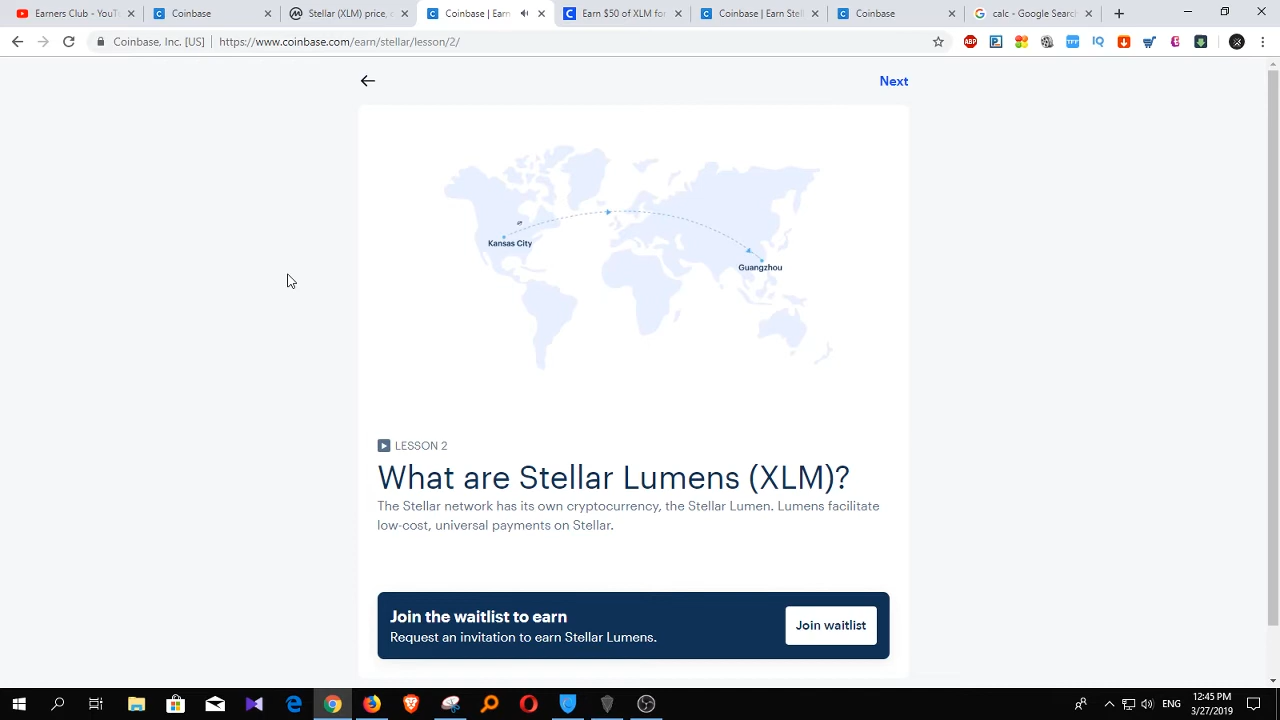 Earners Club - YouTu
Coinbase
Stellar (XLM) price, c
Coinbase | Earn
Earn $50 of XLM for
Coinbase | Earn Stell
Coinbase
calc - Google Search
Coinbase, Inc. [US] | https://www.coinbase.com/earn/stellar/lesson/2/
ABP
TFF
IQ
Next
Kansas City
Guangzhou
LESSON 2
What are Stellar Lumens (XLM)?
The Stellar network has its own cryptocurrency, the Stellar Lumen. Lumens facilitate
low-cost, universal payments on Stellar.
Join the waitlist to earn
Request an invitation to earn Stellar Lumens.
Join waitlist
ENG
12:45 PM
3/27/2019